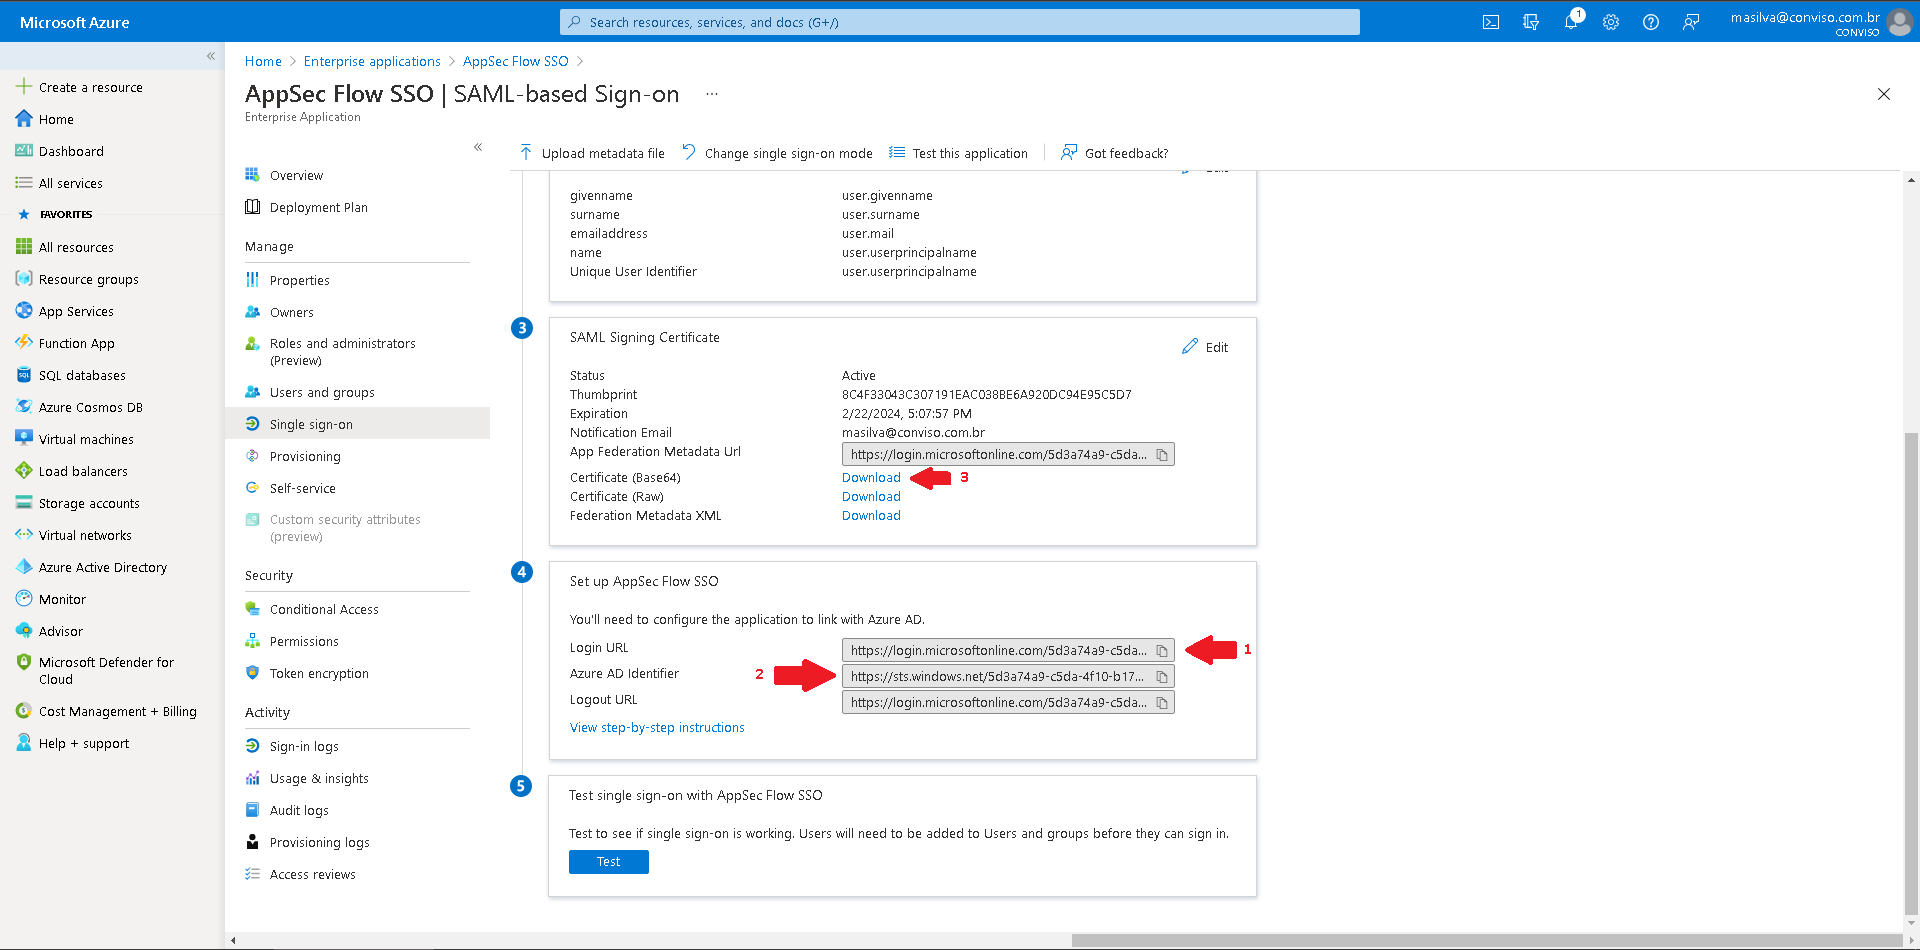 Microsoft Azure
Search resources, services, and docs (G+/)
1
masilva@conviso.com.br
CONVISO
«
Create a resource
Home
Dashboard
All services
FAVORITES
All resources
Resource groups
App Services
Function App
SQL databases
Azure Cosmos DB
Virtual machines
Load balancers
Storage accounts
Virtual networks
Azure Active Directory
Monitor
Advisor
Microsoft Defender for
Cloud
Cost Management + Billing
Help + support
Home > Enterprise applications > AppSec Flow SSO >
AppSec Flow SSO | SAML-based Sign-on ...
Enterprise Application
«
Overview
Deployment Plan
Manage
Properties
Owners
Roles and administrators
(Preview)
Users and groups
Single sign-on
Provisioning
Self-service
Custom security attributes
(preview)
Security
Conditional Access
Permissions
Token encryption
Activity
Sign-in logs
Usage & insights
Audit logs
Provisioning logs
Access reviews
Upload metadata file Change single sign-on mode Test this application Got feedback?
givenname user.givenname
surname user.surname
emailaddress user.mail
name user.userprincipalname
Unique User Identifier user.userprincipalname
3
SAML Signing Certificate
Edit
Status Active
Thumbprint 8C4F33043C307191EAC038BE6A920DC94E95C5D7
Expiration 2/22/2024, 5:07:57 PM
Notification Email masilva@conviso.com.br
App Federation Metadata Url https://login.microsoftonline.com/5d3a74a9-c5da...
Certificate (Base64) Download 3
Certificate (Raw) Download
Federation Metadata XML Download
4
Set up AppSec Flow SSO
You'll need to configure the application to link with Azure AD.
Login URL https://login.microsoftonline.com/5d3a74a9-c5da... 1
Azure AD Identifier 2 https://sts.windows.net/5d3a74a9-c5da-4f10-b17...
Logout URL https://login.microsoftonline.com/5d3a74a9-c5da...
View step-by-step instructions
5
Test single sign-on with AppSec Flow SSO
Test to see if single sign-on is working. Users will need to be added to Users and groups before they can sign in.
Test